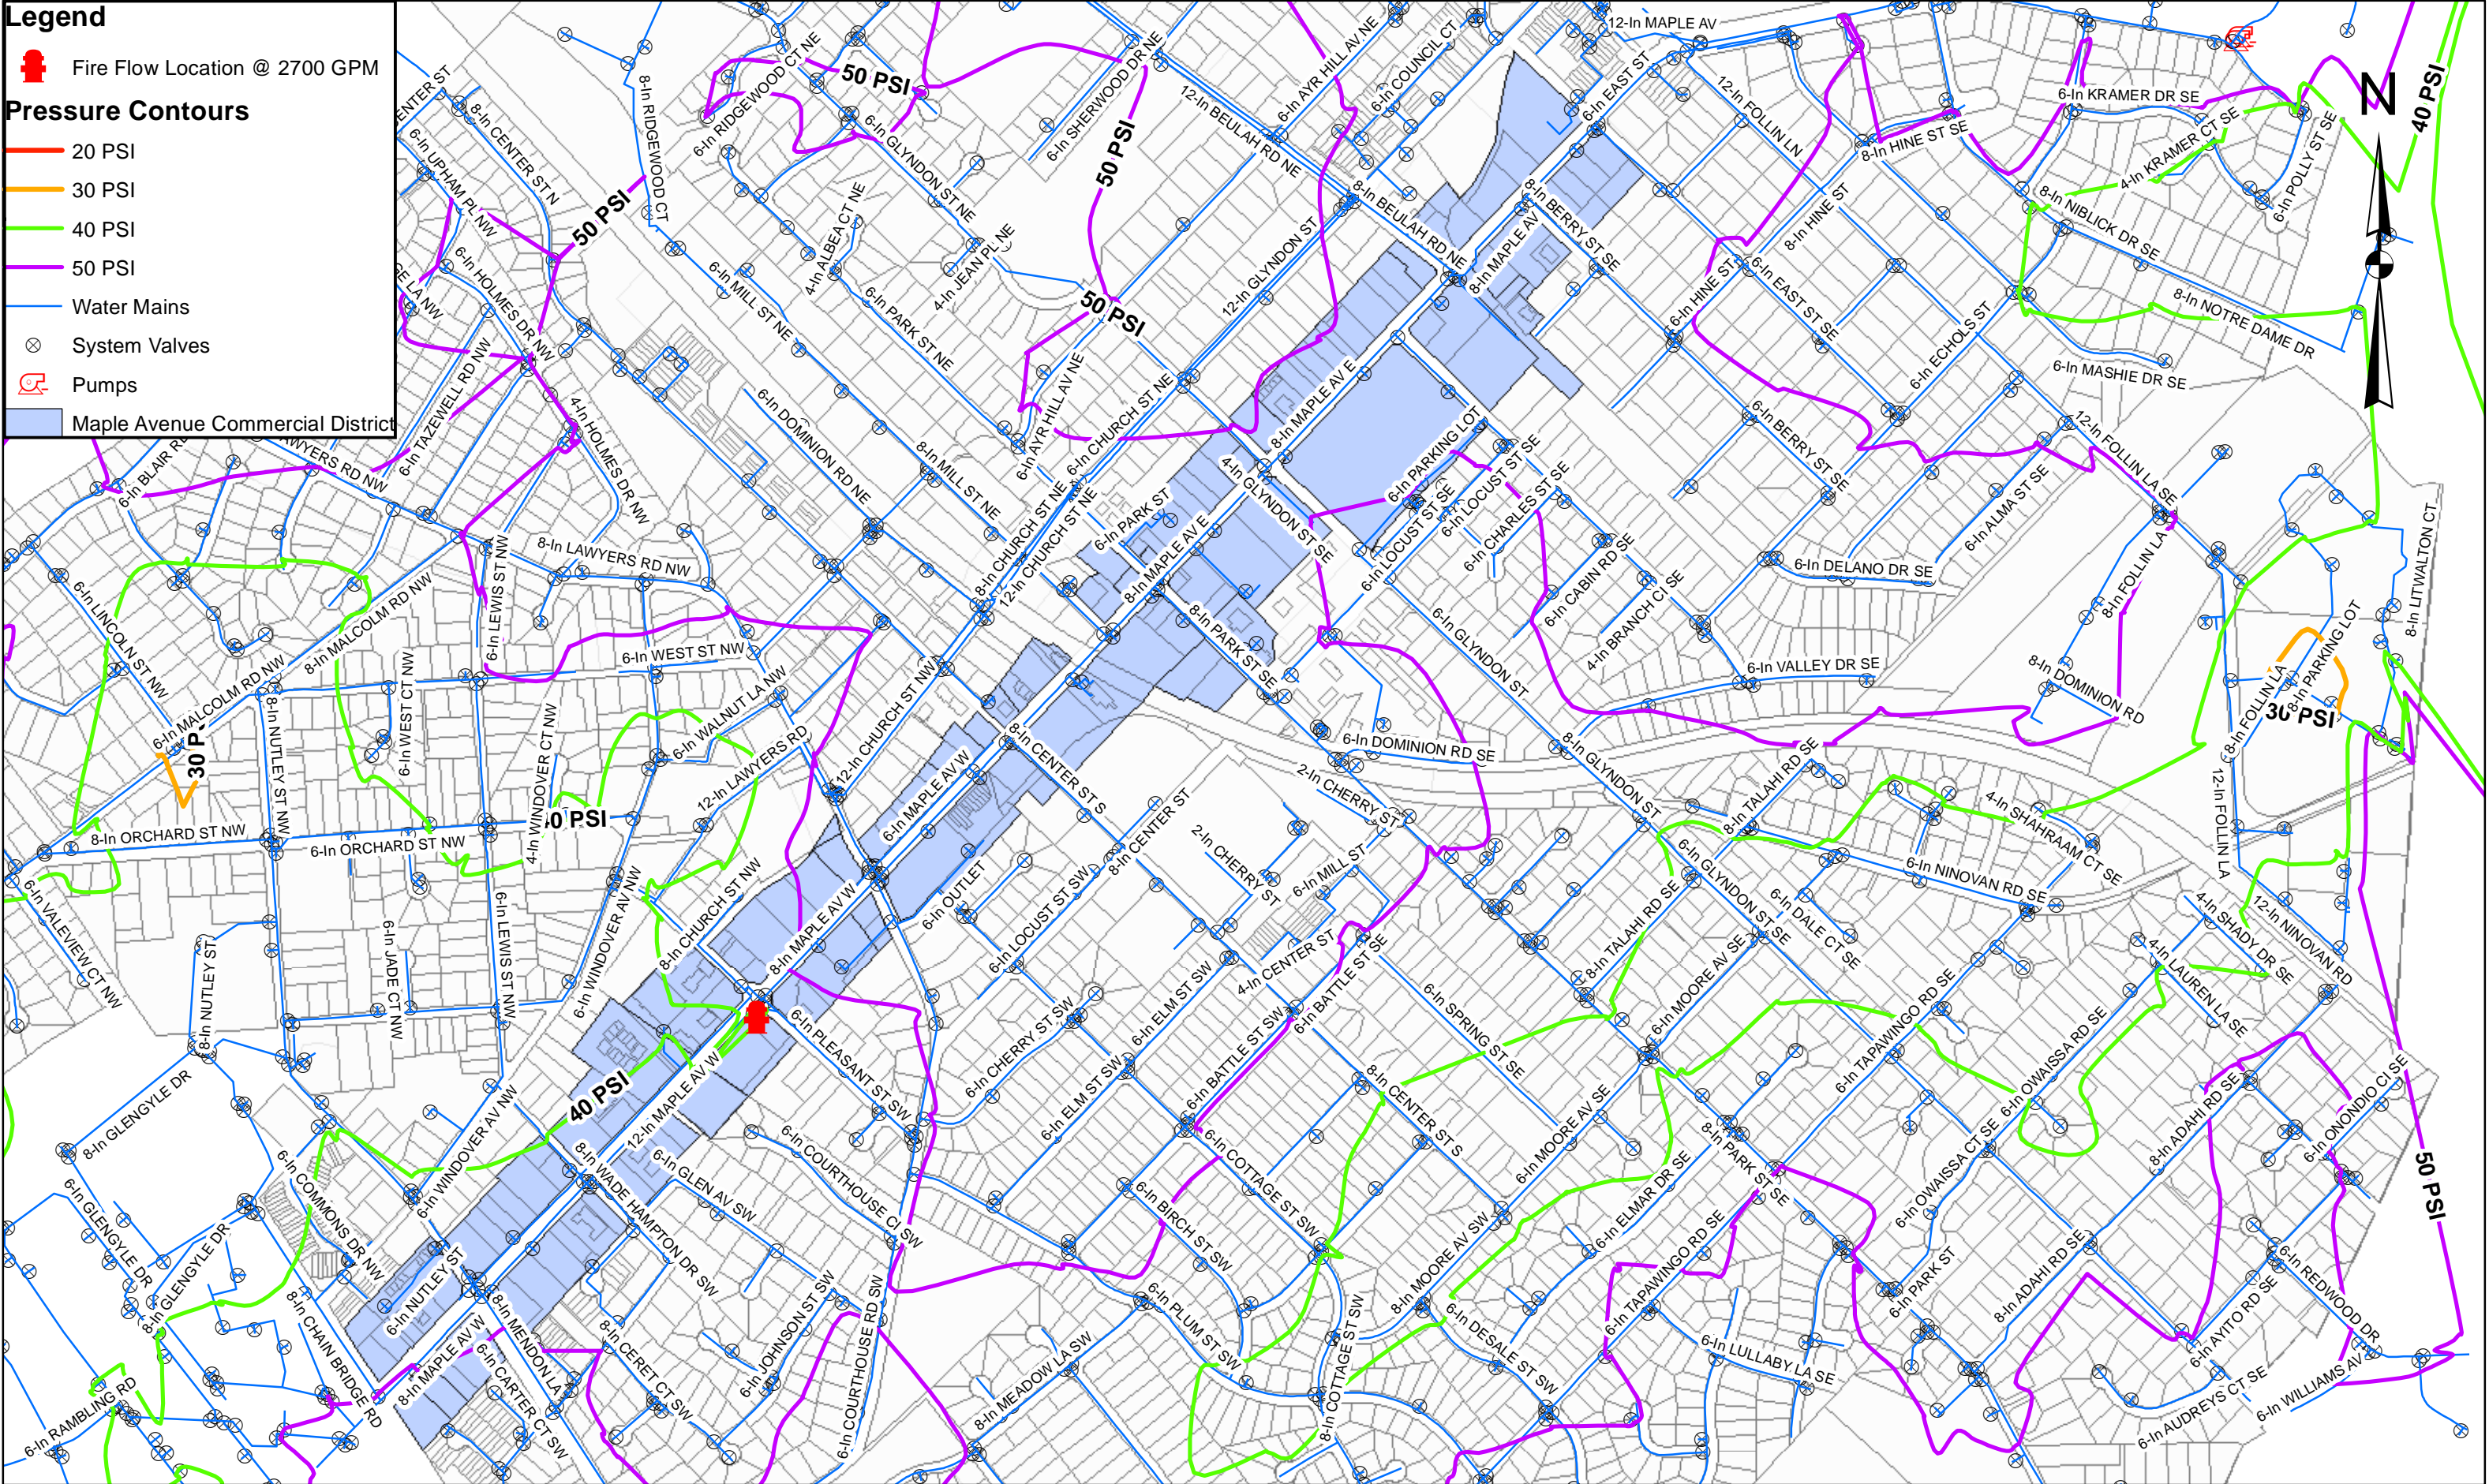 Legend
Fire Flow Location @ 2700 GPM
Pressure Contours
20 PSI
30 PSI
40 PSI
50 PSI
Water Mains
System Valves
Pumps
Maple Avenue Commercial District
N
12-In MAPLE AV
6-In EAST ST
12-In FOLLIN LN
6-In KRAMER DR SE
4-In KRAMER CT SE
8-In HINE ST SE
6-In POLLY ST SE
40 PSI
8-In NIBLICK DR SE
8-In NOTRE DAME DR
6-In MASHIE DR SE
8-In HINE ST
6-In HINE ST
6-In EAST ST SE
6-In ECHOLS ST
12-In FOLLIN LA SE
8-In BERRY ST SE
6-In BERRY ST SE
6-In ALMA ST SE
6-In DELANO DR SE
8-In FOLLIN LA
8-In LITWALTON CT
8-In PARKING LOT
8-In FOLLIN LA
30 PSI
12-In FOLLIN LA
8-In DOMINION RD
6-In VALLEY DR SE
4-In BRANCH CI SE
6-In CABIN RD SE
6-In CHARLES ST SE
6-In LOCUST ST SE
6-In LOCUST ST SE
6-In LOCUST ST SE
6-In PARKING LOT
6-In COUNCIL CT
6-In AYR HILL AV NE
12-In BEULAH RD NE
8-In BEULAH RD NE
6-In SHERWOOD DR NE
50 PSI
50 PSI
50 PSI
50 PSI
6-In RIDGEWOOD CT NE
8-In RIDGEWOOD CT
6-In GLYNDON ST NE
4-In ALBEA CT NE
4-In JEAN PL NE
6-In PARK ST NE
6-In MILL ST NE
8-In MILL ST NE
6-In DOMINION RD NE
CENTER ST
8-In CENTER ST N
6-In UPHAM PL NW
6-In HOLMES DR NW
4-In HOLMES DR NW
6-In TAZEWELL RD NW
6-In BLAIR RD
8-In LAWYERS RD NW
6-In LINCOLN ST NW
6-In MALCOLM RD NW
8-In MALCOLM RD NW
30 P
6-In LEWIS ST NW
6-In WEST CT NW
6-In WEST ST NW
6-In WALNUT LA NW
12-In LAWYERS RD
4-In WINDOVER CT NW
40 PSI
8-In NUTLEY ST NW
8-In ORCHARD ST NW
6-In ORCHARD ST NW
6-In VALEVIEW CT NW
8-In NUTLEY ST
6-In JADE CT NW
6-In LEWIS ST NW
6-In WINDOVER AV NW
6-In WINDOVER AV NW
8-In CHURCH ST NW
12-In CHURCH ST NW
8-In CHURCH ST NE
12-In CHURCH ST NE
6-In CHURCH ST NE
6-In AYR HILL AV NE
12-In GLYNDON ST
8-In MAPLE AV
8-In MAPLE AV E
8-In MAPLE AV E
6-In PARK ST
4-In GLYNDON ST SE
8-In PARK ST SE
6-In GLYNDON ST
8-In GLYNDON ST
6-In DOMINION RD SE
2-In CHERRY ST
2-In CHERRY ST
6-In MAPLE AV W
8-In MAPLE AV W
12-In MAPLE AV W
8-In MAPLE AV W
8-In CENTER ST S
8-In CENTER ST
6-In OUTLET
6-In LOCUST ST SW
6-In MILL ST
4-In CENTER ST
6-In BATTLE ST SE
6-In BATTLE ST SW
6-In ELM ST SW
6-In ELM ST SW
6-In CHERRY ST SW
6-In PLEASANT ST SW
6-In COURTHOUSE CI SW
6-In COURTHOUSE RD SW
6-In GLEN AV SW
8-In WADE HAMPTON DR SW
40 PSI
8-In GLENGYLE DR
6-In GLENGYLE DR
8-In GLENGYLE DR
6-In COMMONS DR NW
6-In NUTLEY ST
8-In CHAIN BRIDGE RD
6-In RAMBLING RD
8-In MENDON LA
6-In CARTER CT SW
8-In CERET CT SW
6-In JOHNSON ST SW
8-In MEADOW LA SW
6-In PLUM ST SW
6-In BIRCH ST SW
6-In COTTAGE ST SW
8-In COTTAGE ST SW
8-In CENTER ST S
6-In SPRING ST SE
6-In MOORE AV SE
6-In MOORE AV SE
8-In MOORE AV SW
6-In DESALE ST SW
6-In ELMAR DR SE
6-In TAPAWINGO RD SE
6-In TAPAWINGO RD SE
6-In LULLABY LA SE
8-In PARK ST SE
6-In PARK ST
8-In TALAHI RD SE
8-In TALAHI RD SE
6-In GLYNDON ST SE
6-In DALE CT SE
6-In NINOVAN RD SE
4-In SHAHRAAM CT SE
12-In NINOVAN RD
4-In SHADY DR SE
4-In LAUREN LA SE
6-In OWAISSA RD SE
6-In OWAISSA CT SE
8-In ADAHI RD SE
8-In ADAHI RD SE
6-In ONONDIO CI SE
6-In REDWOOD DR
6-In AYITO RD SE
6-In WILLIAMS AV
6-In AUDREYS CT SE
50 PSI